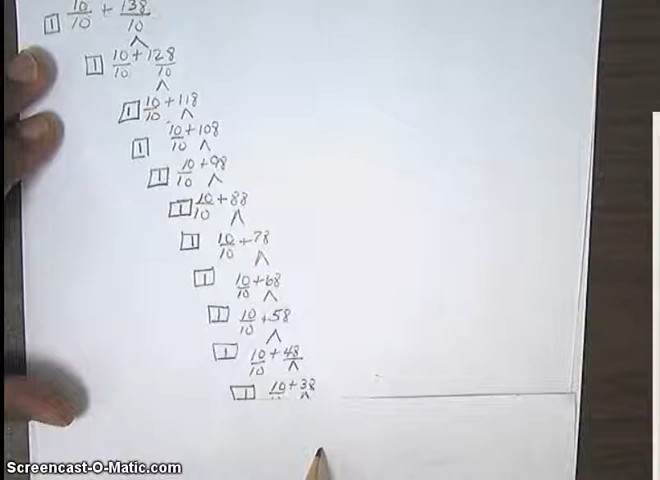 1 10/10 + 138/10
1 10/10 + 128/10
1 10/10 + 118
1 10/10 + 108
1 10/10 + 98
1 10/10 + 88
1 10/10 + 78
1 10/10 + 68
1 10/10 + 58
1 10/10 + 48
1 10 + 38
Screencast-O-Matic.com